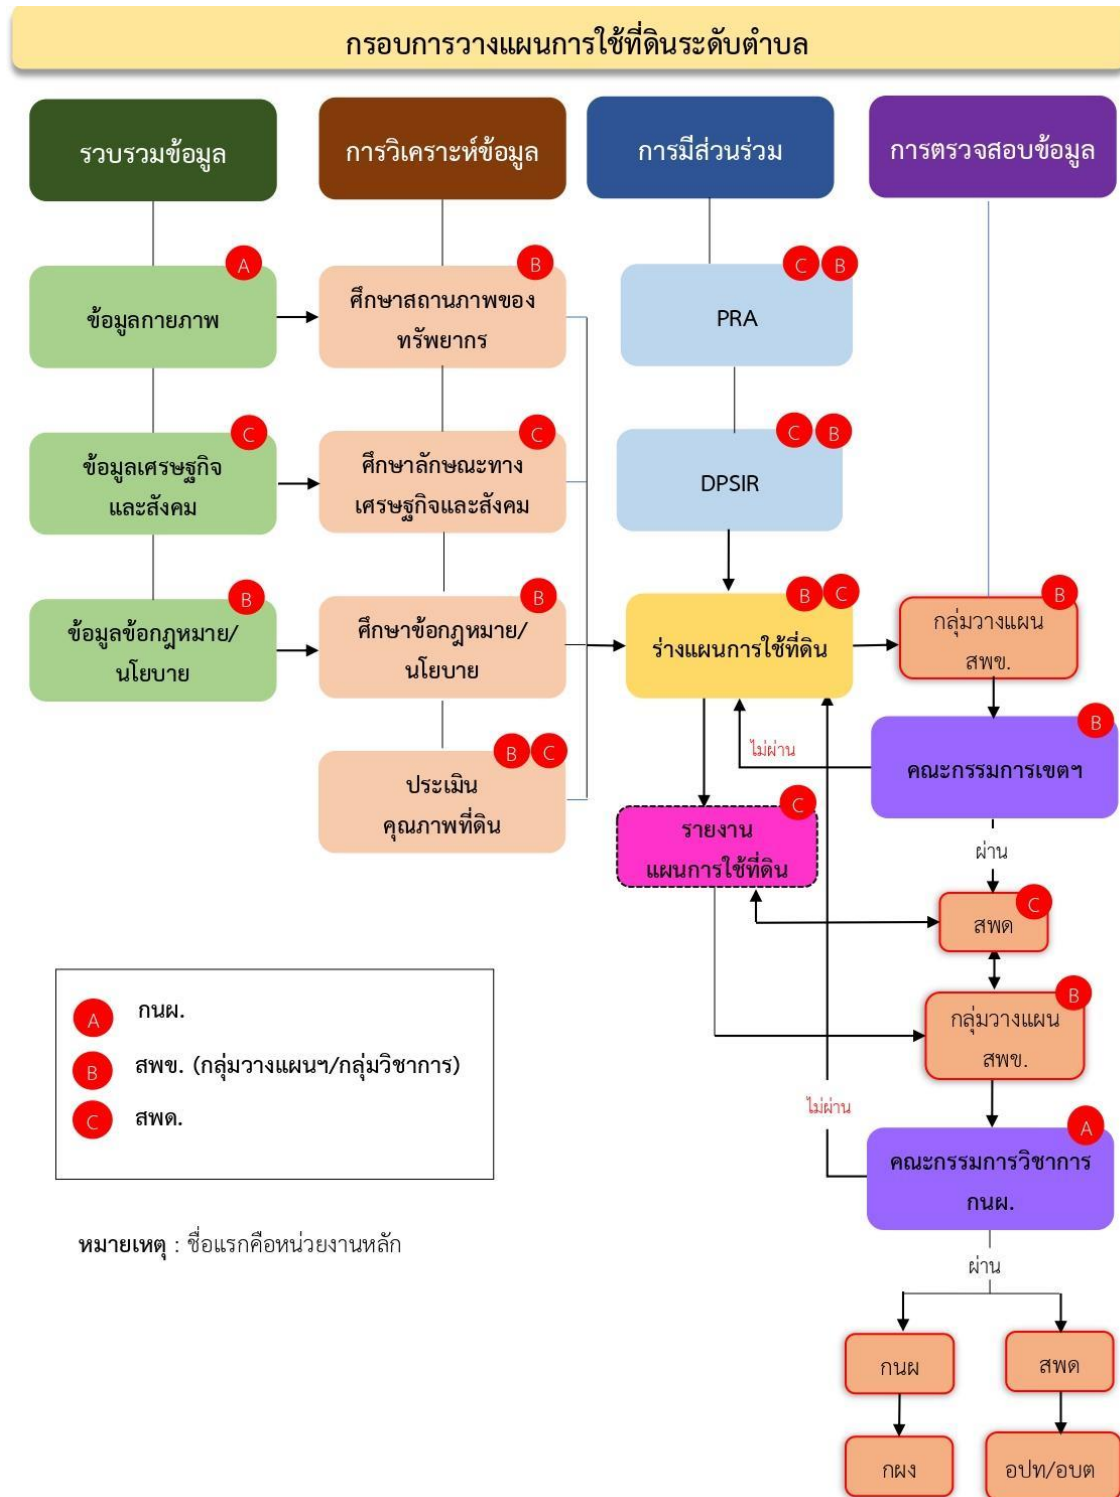 กรอบการวางแผนการใช้ที่ดินระดับตำบล
รวบรวมข้อมูล
การวิเคราะห์ข้อมูล
การมีส่วนร่วม
การตรวจสอบข้อมูล
A
ข้อมูลกายภาพ
B
ศึกษาสถานภาพของ
ทรัพยากร
C B
PRA
C
ข้อมูลเศรษฐกิจ
และสังคม
C
ศึกษาลักษณะทาง
เศรษฐกิจและสังคม
C B
DPSIR
B
ข้อมูลข้อกฎหมาย/
นโยบาย
B
ศึกษาข้อกฎหมาย/
นโยบาย
B C
ร่างแผนการใช้ที่ดิน
B
กลุ่มวางแผน
สพข.
B C
ประเมิน
คุณภาพที่ดิน
ไม่ผ่าน
B
คณะกรรมการเขตฯ
C
รายงาน
แผนการใช้ที่ดิน
ผ่าน
C
สพด
B
กลุ่มวางแผน
สพข.
ไม่ผ่าน
A
คณะกรรมการวิชาการ
กนผ.
ผ่าน
กนผ
สพด
กผง
อปท/อบต
A กนผ.
B สพข. (กลุ่มวางแผนฯ/กลุ่มวิชาการ)
C สพด.
หมายเหตุ : ชื่อแรกคือหน่วยงานหลัก